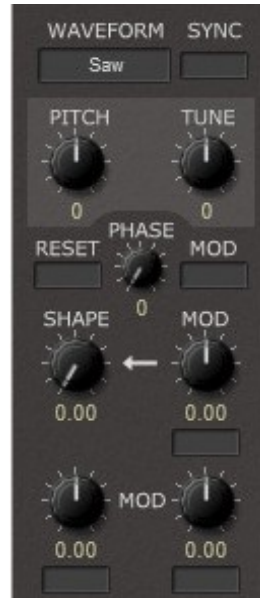 WAVEFORM SYNC
Saw
PITCH TUNE
0 0
PHASE
RESET MOD
0
SHAPE MOD
0.00 0.00
MOD
0.00 0.00